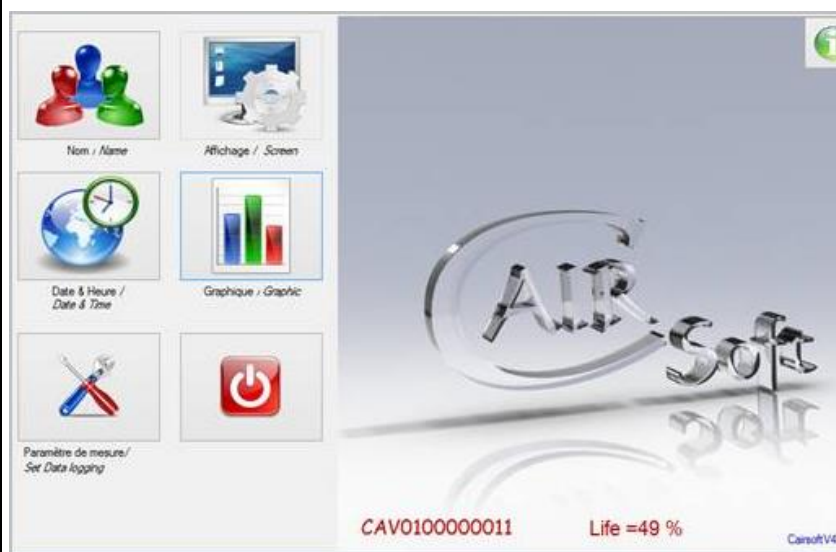 Nom / Name
Affichage / Screen
Date & Heure /
Date & Time
Graphique / Graphic
Paramètre de mesure/
Set Data logging
CAIR
Soft
CAV0100000011
Life =49 %
CairsoftV4